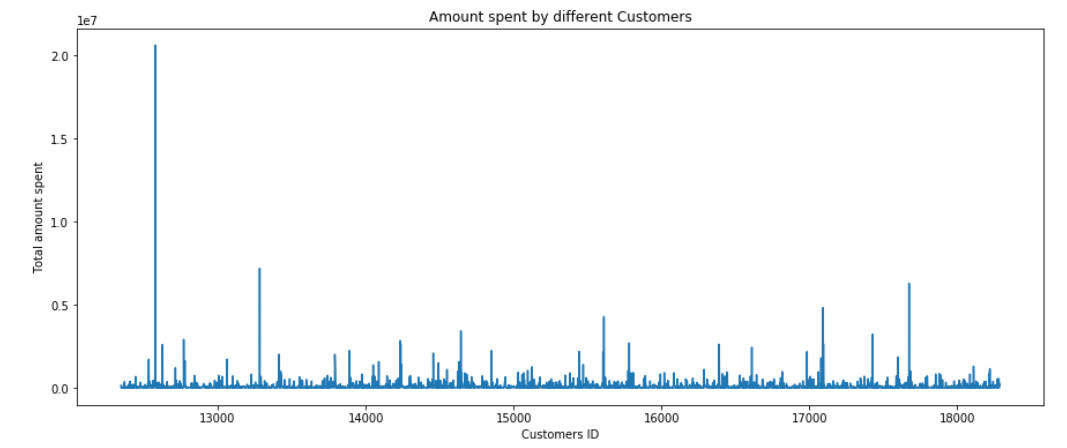 Amount spent by different Customers
1e7
2.0
1.5
1.0
0.5
0.0
Total amount spent
13000 14000 15000 16000 17000 18000
Customers ID